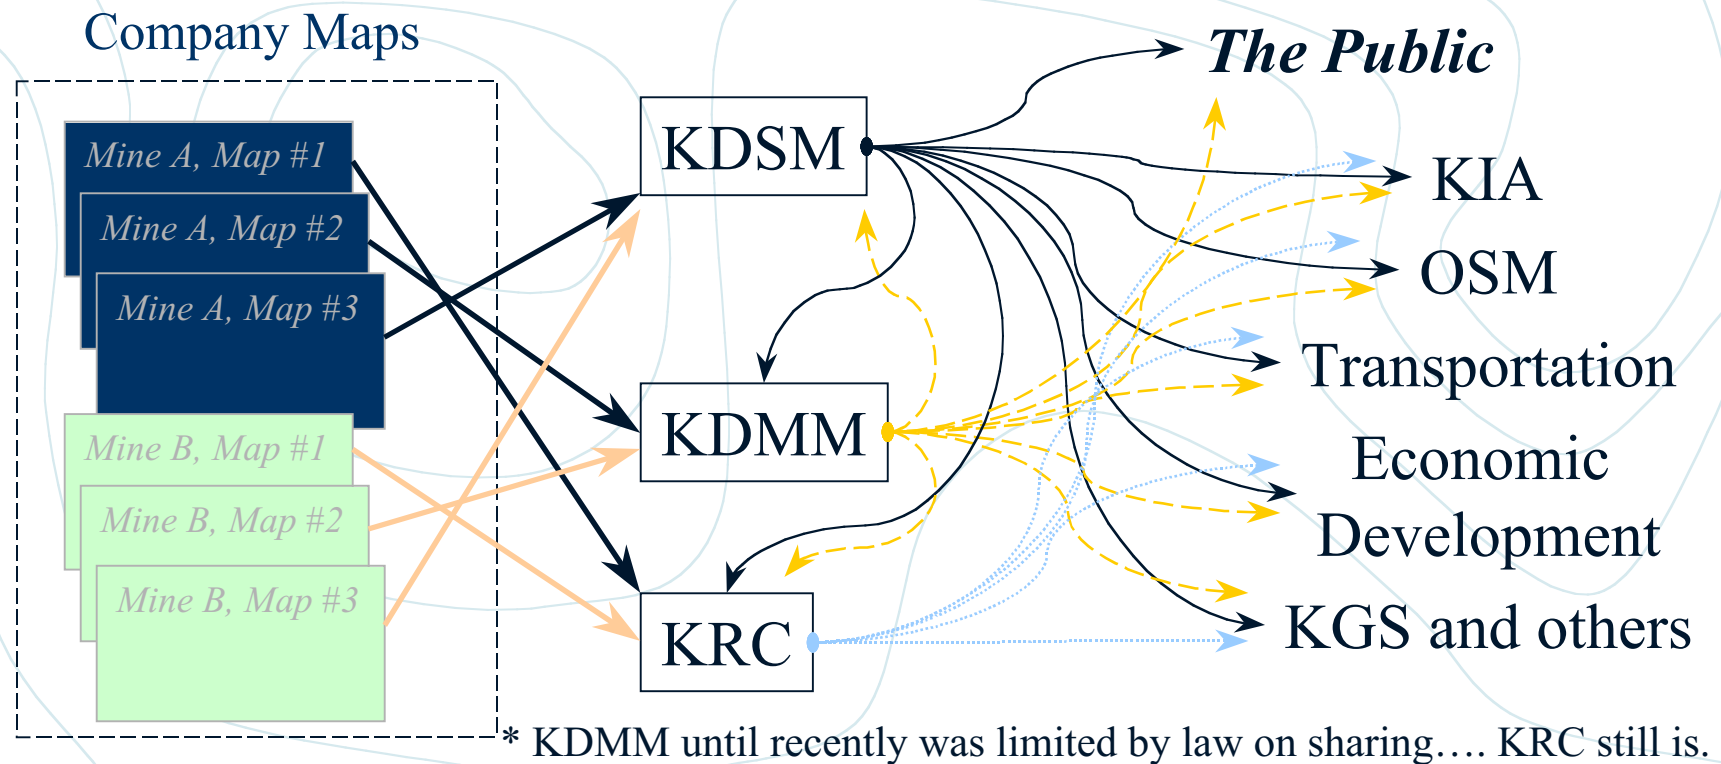 Company Maps
Mine A, Map #1
Mine A, Map #2
Mine A, Map #3
Mine B, Map #1
Mine B, Map #2
Mine B, Map #3
KDSM
KDMM
KRC
The Public
KIA
OSM
Transportation
Economic
Development
KGS and others
* KDMM until recently was limited by law on sharing…. KRC still is.